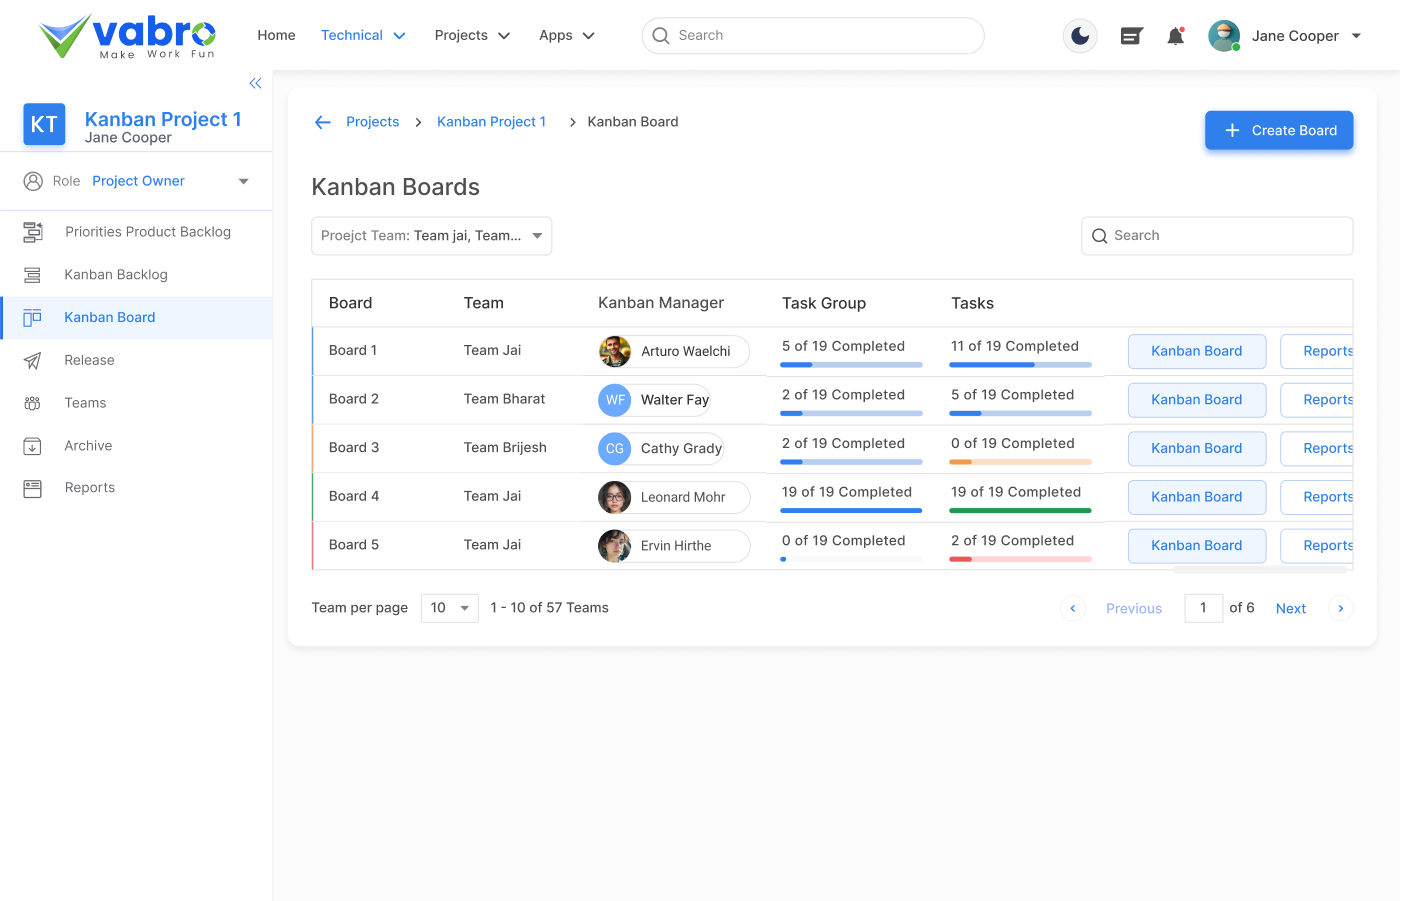 vabro
Make Work Fun
Home Technical Projects Apps Search Jane Cooper
KT Kanban Project 1
Jane Cooper
Role Project Owner
Priorities Product Backlog
Kanban Backlog
Kanban Board
Release
Teams
Archive
Reports
Projects Kanban Project 1 Kanban Board
+ Create Board
Kanban Boards
Proejct Team: Team jai, Team... Search
Board Team Kanban Manager Task Group Tasks
Board 1 Team Jai Arturo Waelchi 5 of 19 Completed 11 of 19 Completed Kanban Board Reports
Board 2 Team Bharat WF Walter Fay 2 of 19 Completed 5 of 19 Completed Kanban Board Reports
Board 3 Team Brijesh CG Cathy Grady 2 of 19 Completed 0 of 19 Completed Kanban Board Reports
Board 4 Team Jai Leonard Mohr 19 of 19 Completed 19 of 19 Completed Kanban Board Reports
Board 5 Team Jai Ervin Hirthe 0 of 19 Completed 2 of 19 Completed Kanban Board Reports
Team per page 10 1 - 10 of 57 Teams Previous 1 of 6 Next